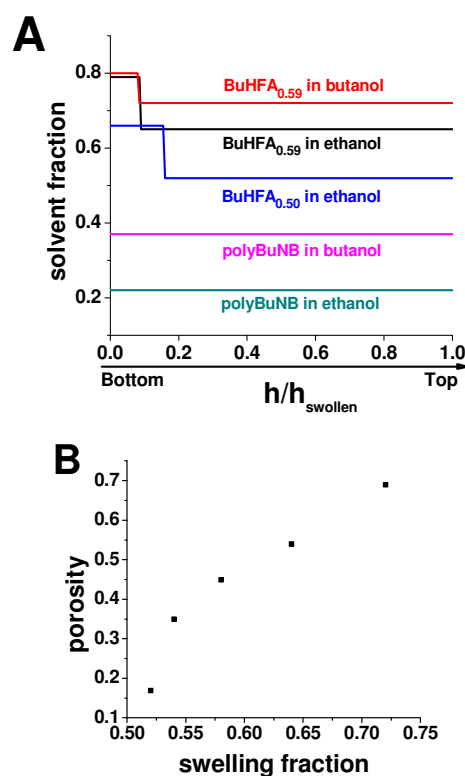 A
solvent fraction
0.8
0.6
0.4
0.2
BuHFA0.59 in butanol
BuHFA0.59 in ethanol
BuHFA0.50 in ethanol
polyBuNB in butanol
polyBuNB in ethanol
0.0 0.2 0.4 0.6 0.8 1.0
Bottom Top
h/hswollen
B
porosity
0.7
0.6
0.5
0.4
0.3
0.2
0.1
0.50 0.55 0.60 0.65 0.70 0.75
swelling fraction